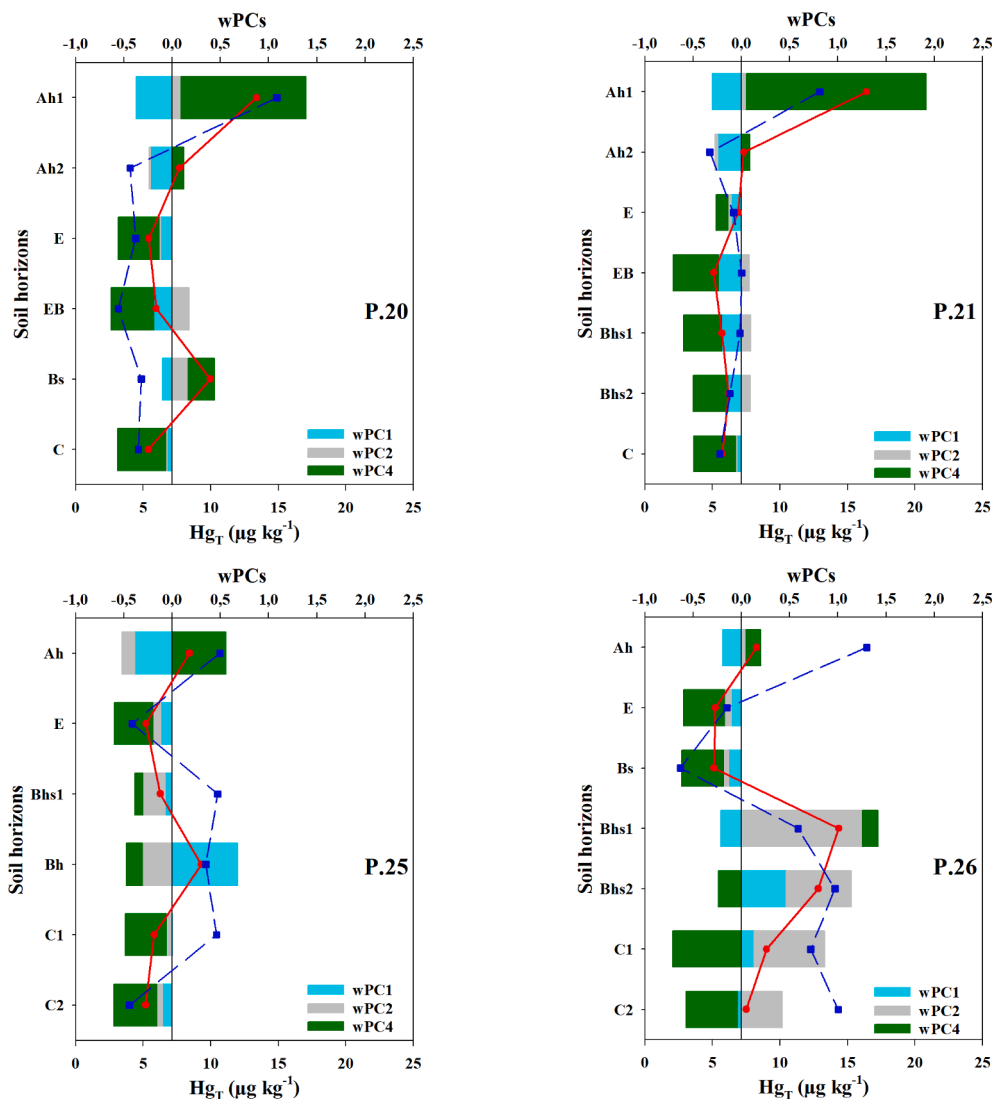 wPCs
-1,0 -0,5 0,0 0,5 1,0 1,5 2,0 2,5
Soil horizons
Ah1
Ah2
E
EB
Bs
C
P.20
wPC1
wPC2
wPC4
0 5 10 15 20 25
HgT (µg kg-1)
wPCs
-1,0 -0,5 0,0 0,5 1,0 1,5 2,0 2,5
Soil horizons
Ah1
Ah2
E
EB
Bhs1
Bhs2
C
P.21
wPC1
wPC2
wPC4
0 5 10 15 20 25
HgT (µg kg-1)
wPCs
-1,0 -0,5 0,0 0,5 1,0 1,5 2,0 2,5
Soil horizons
Ah
E
Bhs1
Bh
C1
C2
P.25
wPC1
wPC2
wPC4
0 5 10 15 20 25
HgT (µg kg-1)
wPCs
-1,0 -0,5 0,0 0,5 1,0 1,5 2,0 2,5
Soil horizons
Ah
E
Bs
Bhs1
Bhs2
C1
C2
P.26
wPC1
wPC2
wPC4
0 5 10 15 20 25
HgT (µg kg-1)